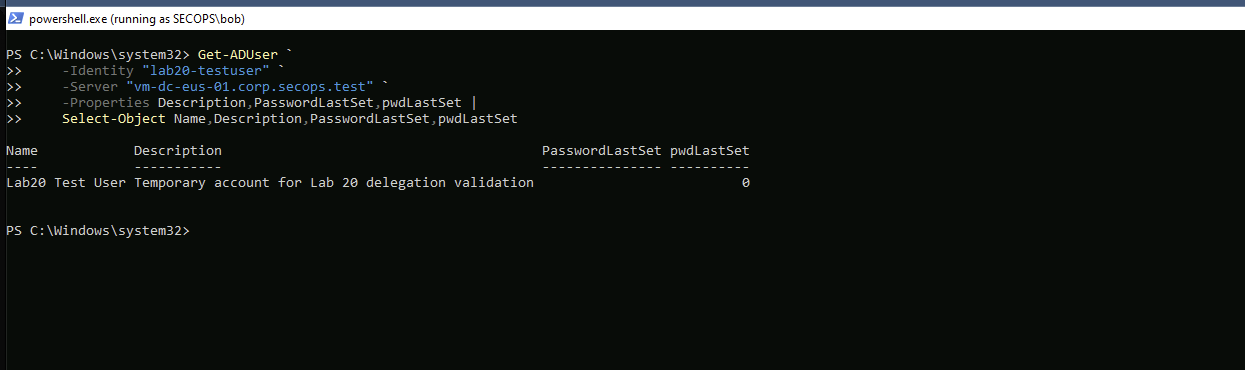 powershell.exe (running as SECOPS\bob)
PS C:\Windows\system32> Get-ADUser `
>>     -Identity "lab20-testuser" `
>>     -Server "vm-dc-eus-01.corp.secops.test" `
>>     -Properties Description,PasswordLastSet,pwdLastSet |
>>     Select-Object Name,Description,PasswordLastSet,pwdLastSet
Name            Description                                        PasswordLastSet pwdLastSet
----            -----------                                        --------------- ----------
Lab20 Test User Temporary account for Lab 20 delegation validation                          0
PS C:\Windows\system32>